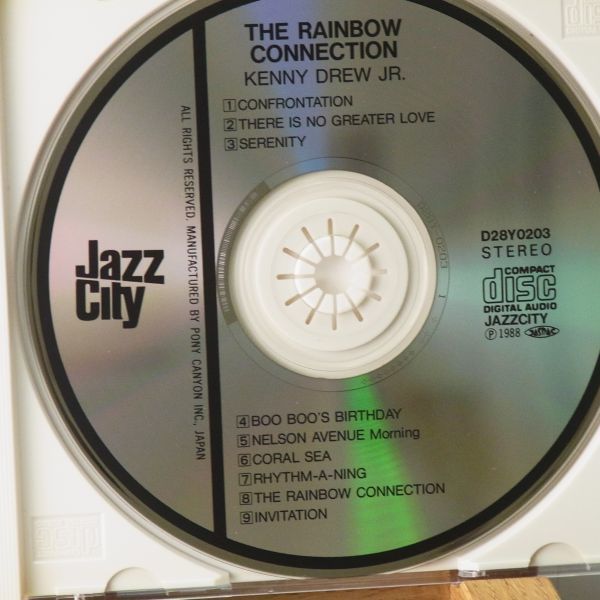 THE RAINBOW
CONNECTION
KENNY DREW JR.
1 CONFRONTATION
2 THERE IS NO GREATER LOVE
3 SERENITY
ALL RIGHTS RESERVED. MANUFACTURED BY PONY CANYON INC., JAPAN
Jazz
City
D28Y0203
STEREO
COMPACT
disc
DIGITAL AUDIO
JAZZCITY
Ⓟ 1988 JASRAC
4 BOO BOO'S BIRTHDAY
5 NELSON AVENUE Morning
6 CORAL SEA
7 RHYTHM-A-NING
8 THE RAINBOW CONNECTION
9 INVITATION